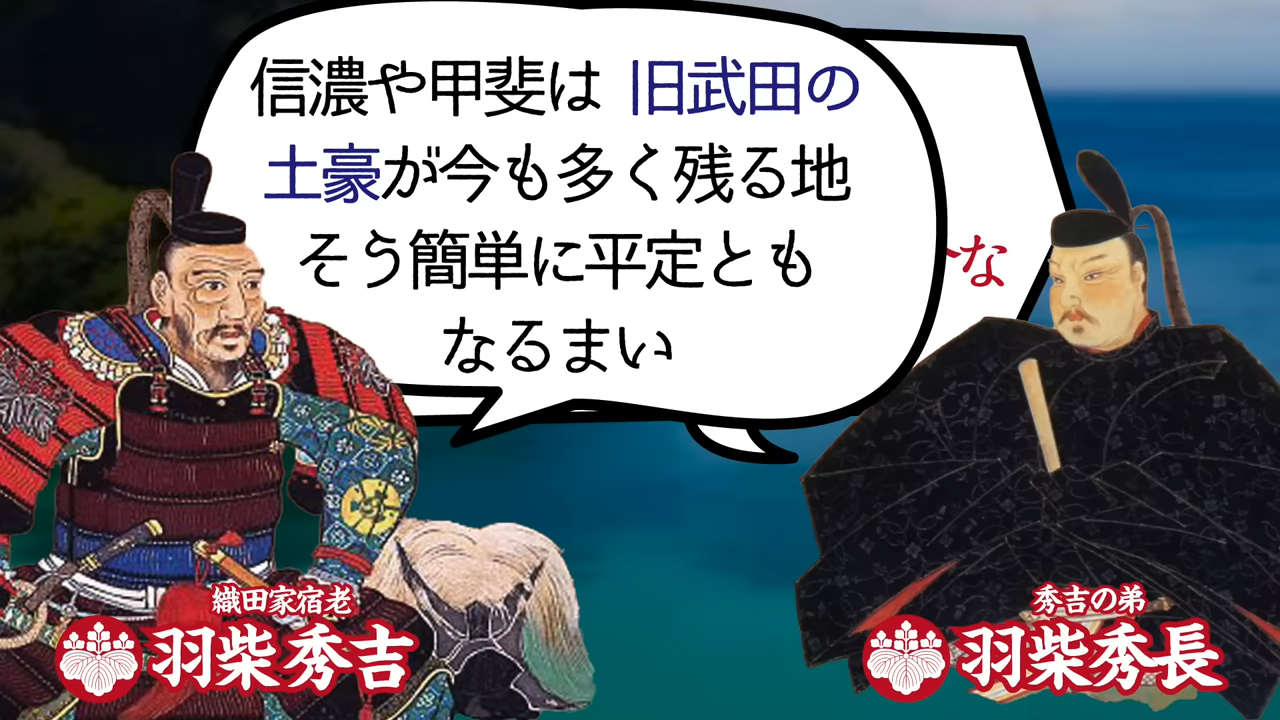 信濃や甲斐は 旧武田の
土豪が今も多く残る地
そう簡単に平定とも
なるまい
な
織田家宿老
羽柴秀吉
秀吉の弟
羽柴秀長